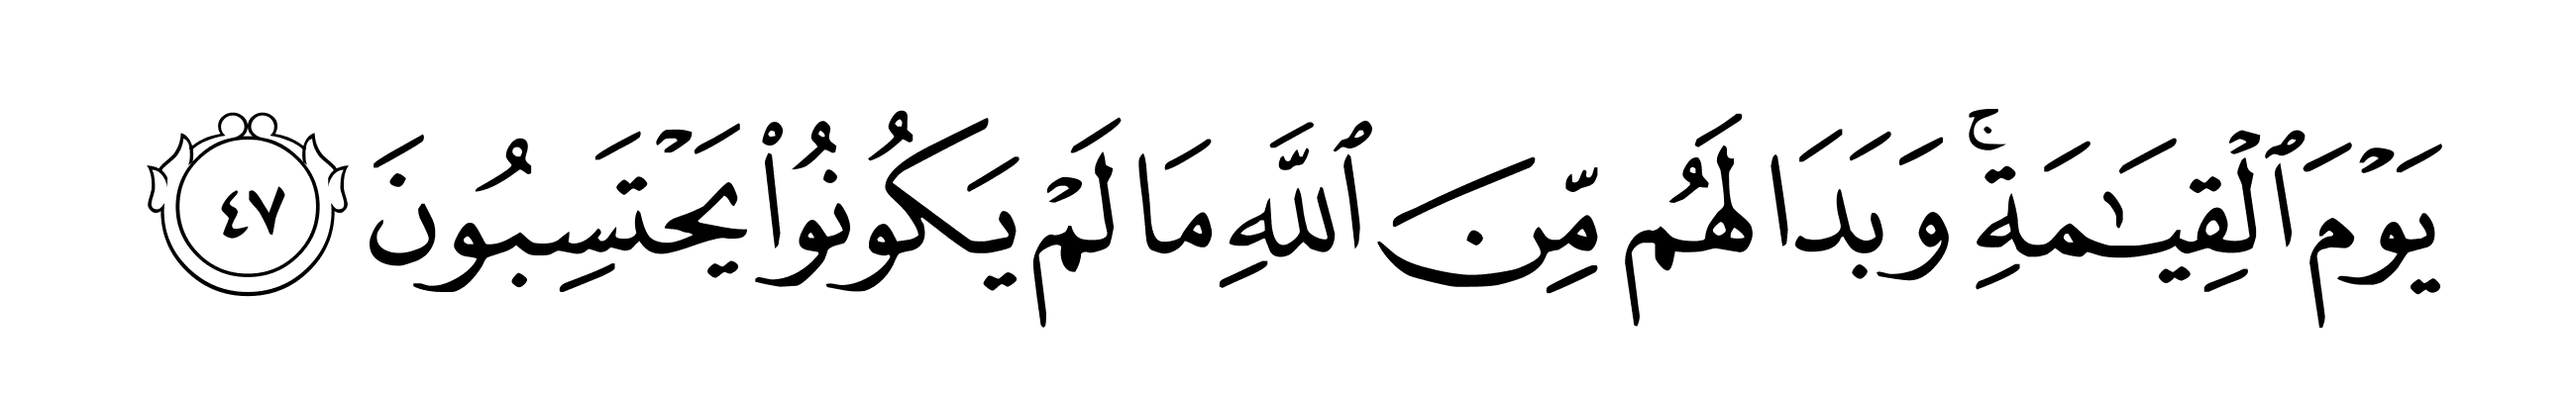 يَوۡمَ ٱلۡقِيَـٰمَةِۚ وَبَدَا لَهُم مِّنَ ٱللَّهِ مَا لَمۡ يَكُونُواْ يَحۡتَسِبُونَ ٤٧